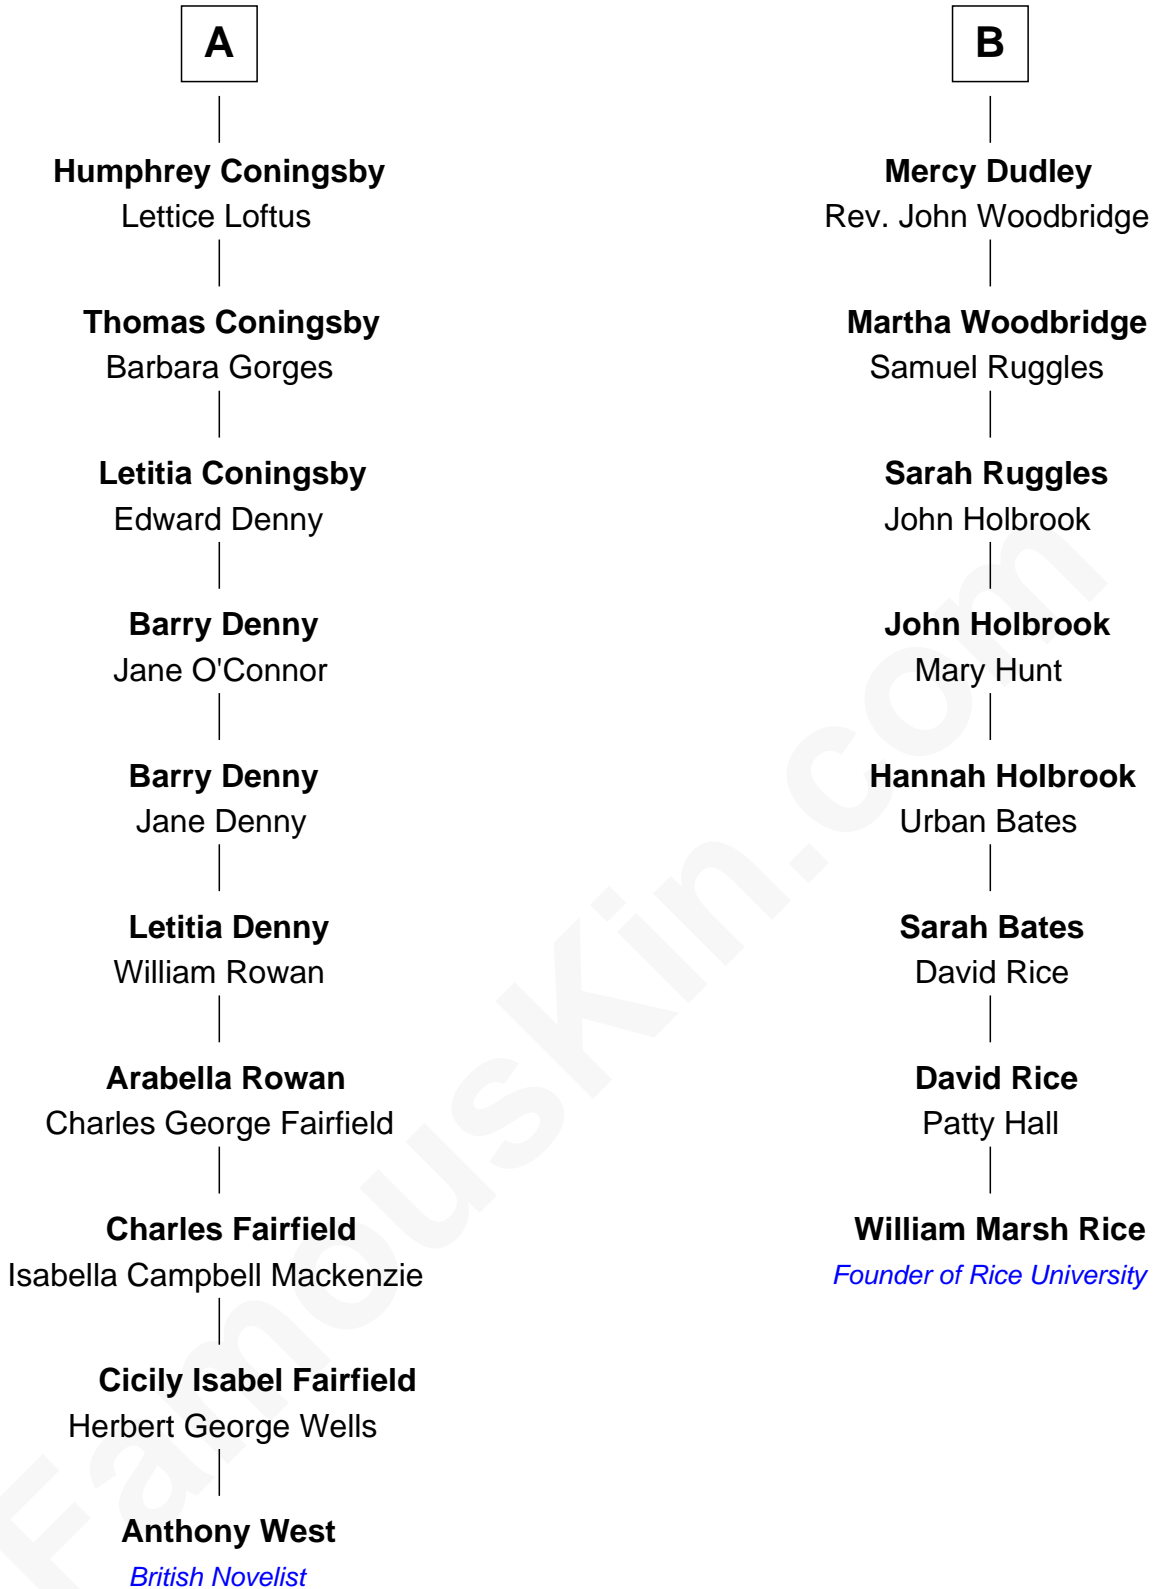 A
Humphrey Coningsby
Lettice Loftus
Thomas Coningsby
Barbara Gorges
Letitia Coningsby
Edward Denny
Barry Denny
Jane O'Connor
Barry Denny
Jane Denny
Letitia Denny
William Rowan
Arabella Rowan
Charles George Fairfield
Charles Fairfield
Isabella Campbell Mackenzie
Cicily Isabel Fairfield
Herbert George Wells
Anthony West
British Novelist
B
Mercy Dudley
Rev. John Woodbridge
Martha Woodbridge
Samuel Ruggles
Sarah Ruggles
John Holbrook
John Holbrook
Mary Hunt
Hannah Holbrook
Urban Bates
Sarah Bates
David Rice
David Rice
Patty Hall
William Marsh Rice
Founder of Rice University
FamousKin.com